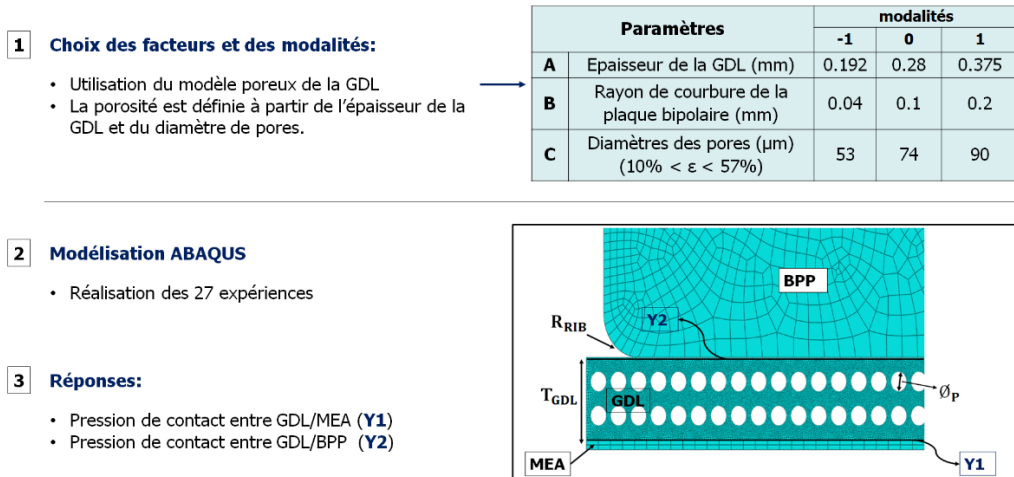 1 Choix des facteurs et des modalités:
• Utilisation du modèle poreux de la GDL
• La porosité est définie à partir de l'épaisseur de la
GDL et du diamètre de pores.
Paramètres modalités
-1 0 1
A Epaisseur de la GDL (mm) 0.192 0.28 0.375
B Rayon de courbure de la
plaque bipolaire (mm) 0.04 0.1 0.2
C Diamètres des pores (µm)
(10% < ε < 57%) 53 74 90
2 Modélisation ABAQUS
• Réalisation des 27 expériences
3 Réponses:
• Pression de contact entre GDL/MEA (Y1)
• Pression de contact entre GDL/BPP (Y2)
BPP
Y2
R_RIB
T_GDL
GDL
Ø_P
MEA
Y1